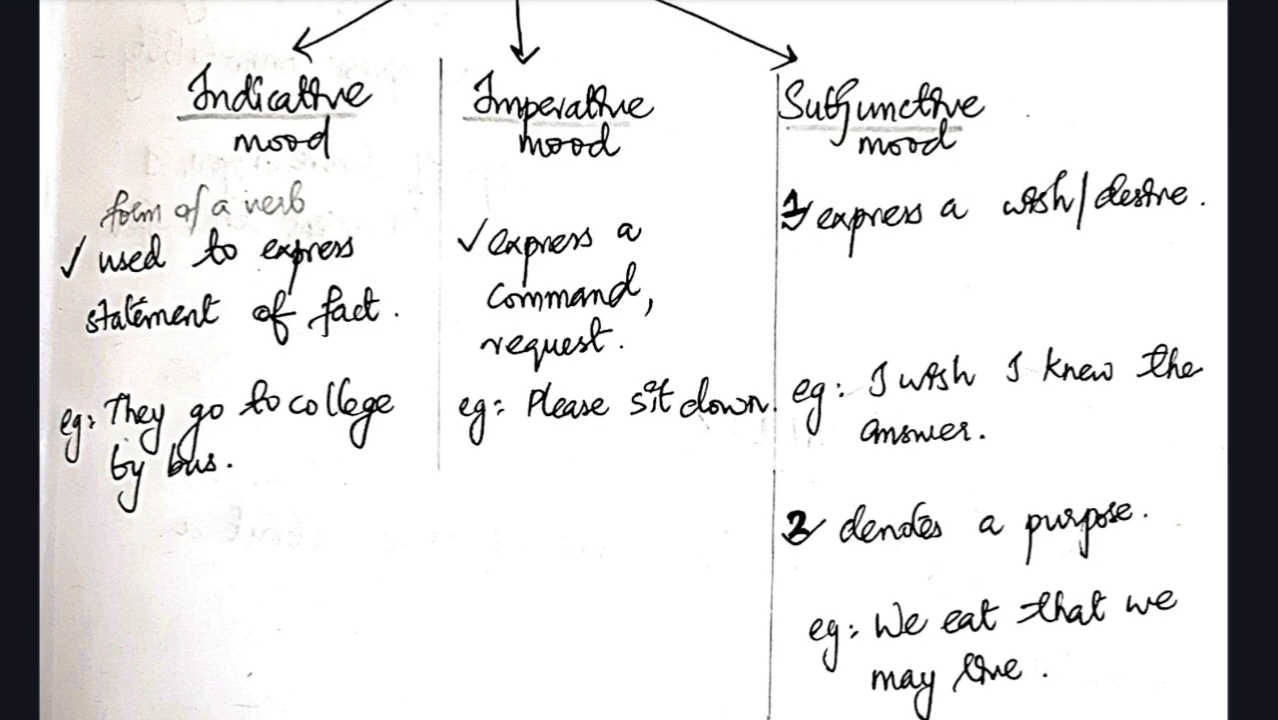 Indicative
mood
form of a verb
✓ used to express
statement of fact.
eg: They go to college
by bus.
Imperative
mood
✓ express a
command,
request.
eg: Please sit down.
Subjunctive
mood
1 express a wish/desire.
eg: I wish I knew the
answer.
2 denotes a purpose.
eg: We eat that we
may live.